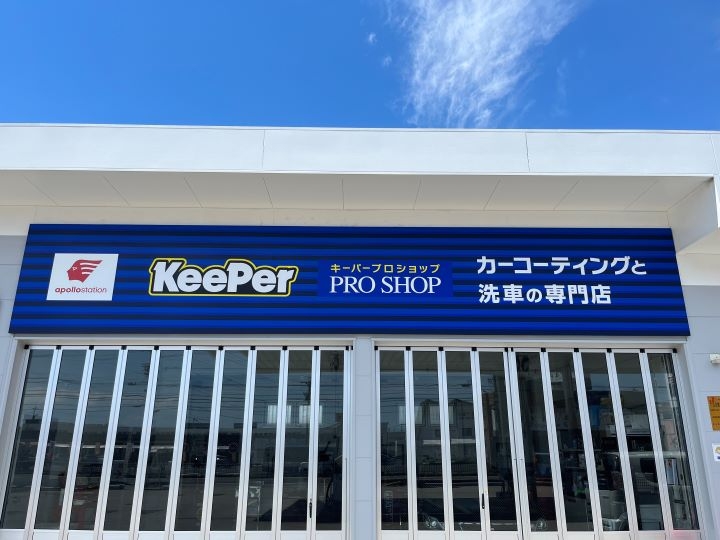 apollostation
KeePer
キーパープロショップ
PRO SHOP
カーコーティングと
洗車の専門店